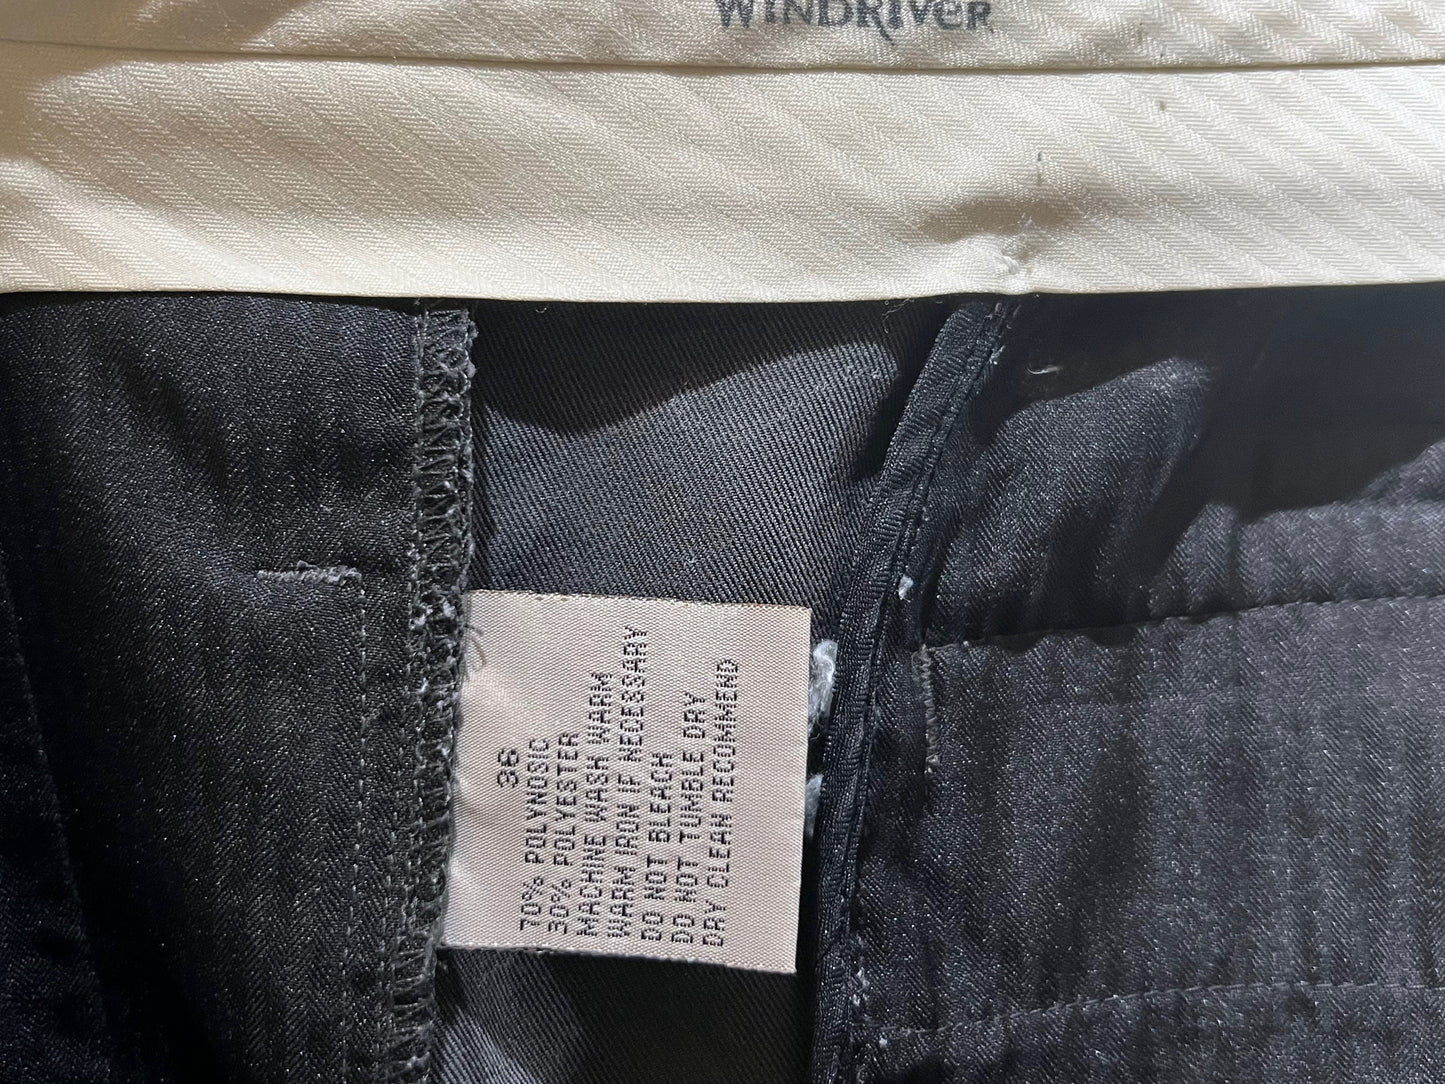 WINDRIVER
36
70% POLYNOSIC
30% POLYESTER
MACHINE WASH WARM
WARM IRON IF NECESSARY
DO NOT BLEACH
DO NOT TUMBLE DRY
DRY CLEAN RECOMMEND